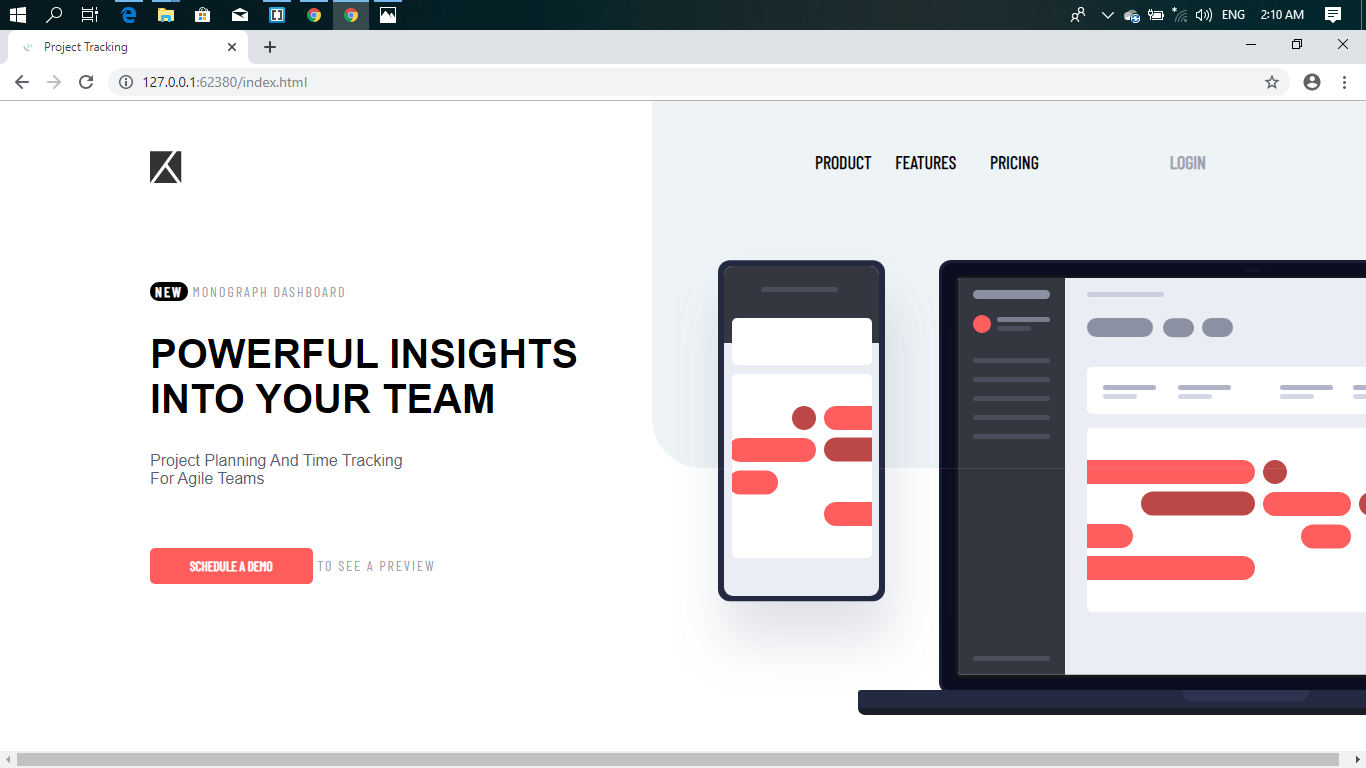 ENG 2:10 AM
Project Tracking
127.0.0.1:62380/index.html
PRODUCT FEATURES PRICING LOGIN
NEW MONOGRAPH DASHBOARD
POWERFUL INSIGHTS
INTO YOUR TEAM
Project Planning And Time Tracking
For Agile Teams
SCHEDULE A DEMO TO SEE A PREVIEW